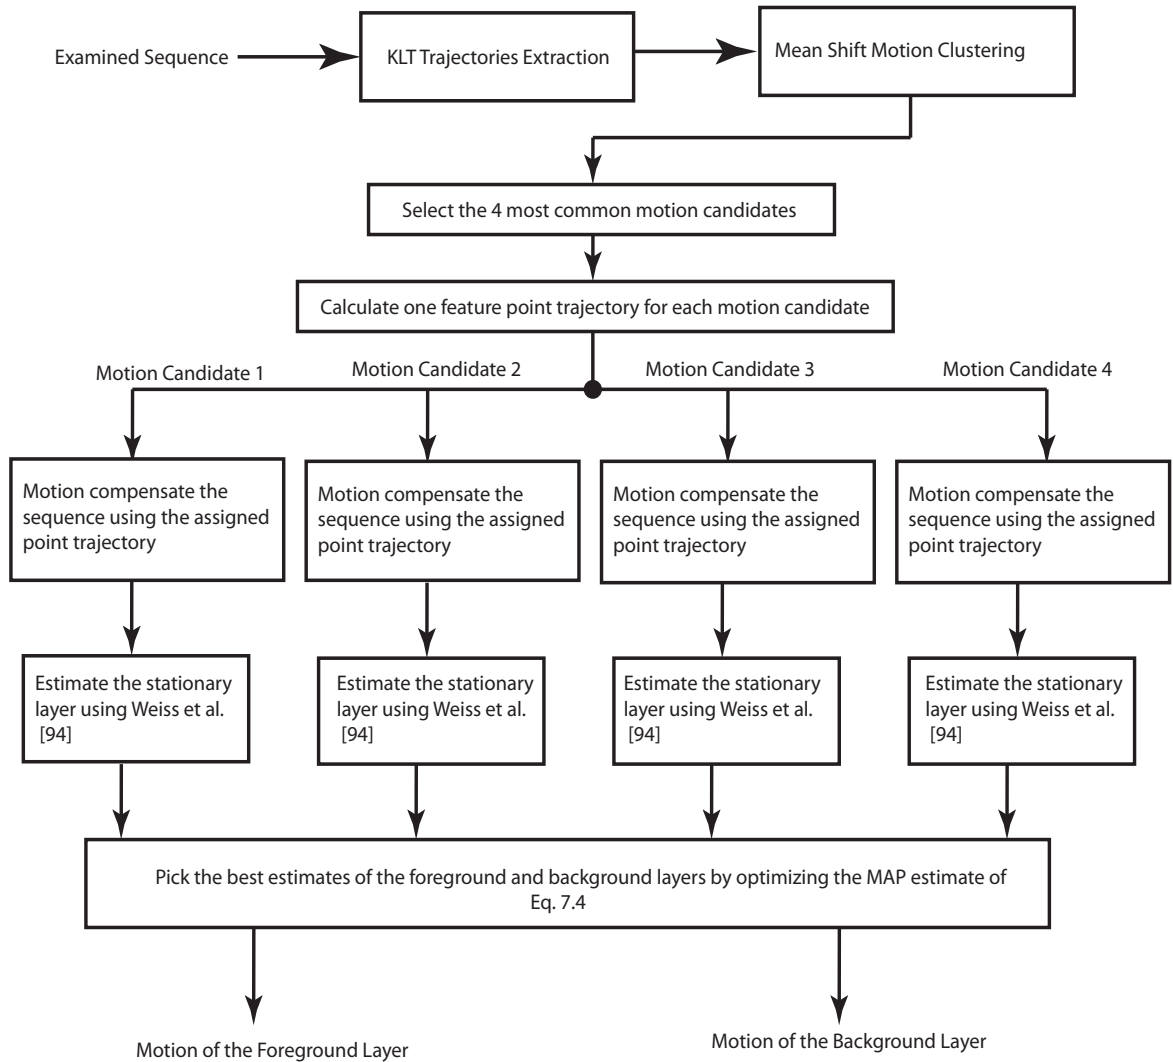 Examined Sequence
KLT Trajectories Extraction
Mean Shift Motion Clustering
Select the 4 most common motion candidates
Calculate one feature point trajectory for each motion candidate
Motion Candidate 1
Motion Candidate 2
Motion Candidate 3
Motion Candidate 4
Motion compensate the
sequence using the assigned
point trajectory
Motion compensate the
sequence using the assigned
point trajectory
Motion compensate the
sequence using the assigned
point trajectory
Motion compensate the
sequence using the assigned
point trajectory
Estimate the stationary
layer using Weiss et al.
[94]
Estimate the stationary
layer using Weiss et al.
[94]
Estimate the stationary
layer using Weiss et al.
[94]
Estimate the stationary
layer using Weiss et al.
[94]
Pick the best estimates of the foreground and background layers by optimizing the MAP estimate of
Eq. 7.4
Motion of the Foreground Layer
Motion of the Background Layer